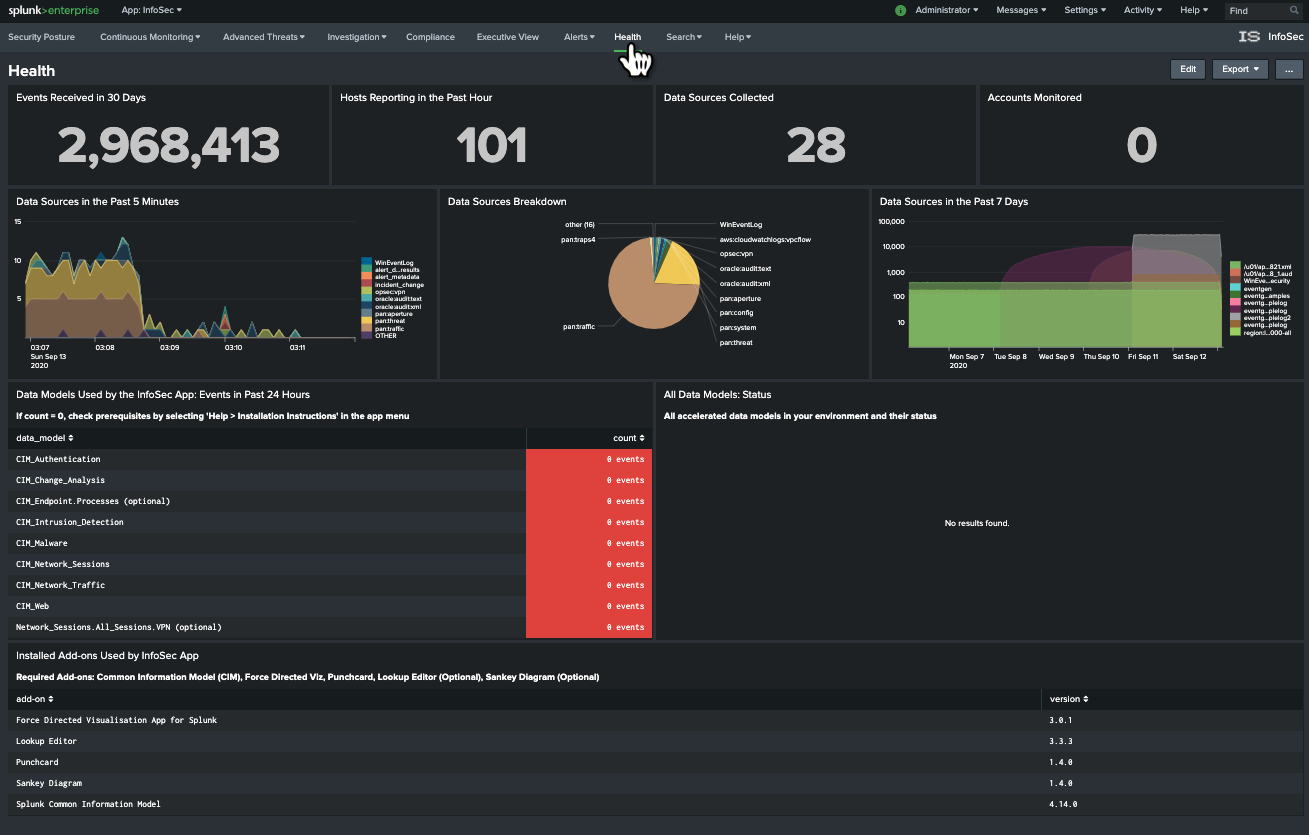 splunk>enterprise App: InfoSec ▾ i Administrator ▾ Messages ▾ Settings ▾ Activity ▾ Help ▾ Find
Security Posture Continuous Monitoring ▾ Advanced Threats ▾ Investigation ▾ Compliance Executive View Alerts ▾ Health Search ▾ Help ▾ IS InfoSec
Health Edit Export ▾ ...
Events Received in 30 Days
2,968,413
Hosts Reporting in the Past Hour
101
Data Sources Collected
28
Accounts Monitored
0
Data Sources in the Past 5 Minutes
15
10
5
03:07 03:08 03:09 03:10 03:11
Sun Sep 13
2020
WinEventLog
alert_d...results
alert_metadata
incident_change
opsec:vpn
oracle:audit:text
oracle:audit:xml
pan:aperture
pan:threat
pan:traffic
OTHER
Data Sources Breakdown
other (16)
pan:traps4
pan:traffic
WinEventLog
aws:cloudwatchlogs:vpcflow
opsec:vpn
oracle:audit:text
oracle:audit:xml
pan:aperture
pan:config
pan:system
pan:threat
Data Sources in the Past 7 Days
100,000
10,000
1,000
100
10
Mon Sep 7 Tue Sep 8 Wed Sep 9 Thu Sep 10 Fri Sep 11 Sat Sep 12
2020
/u01/ap...821.xml
/u01/ap...8_1.aud
WinEve...ecurity
eventgen
eventg...amples
eventg...plelog
eventg...plelog
eventg...plelog2
eventg...plelog
region:l...000-all
Data Models Used by the InfoSec App: Events in Past 24 Hours
If count = 0, check prerequisites by selecting 'Help > Installation Instructions' in the app menu
data_model count
CIM_Authentication 0 events
CIM_Change_Analysis 0 events
CIM_Endpoint.Processes (optional) 0 events
CIM_Intrusion_Detection 0 events
CIM_Malware 0 events
CIM_Network_Sessions 0 events
CIM_Network_Traffic 0 events
CIM_Web 0 events
Network_Sessions.All_Sessions.VPN (optional) 0 events
All Data Models: Status
All accelerated data models in your environment and their status
No results found.
Installed Add-ons Used by InfoSec App
Required Add-ons: Common Information Model (CIM), Force Directed Viz, Punchcard, Lookup Editor (Optional), Sankey Diagram (Optional)
add-on version
Force Directed Visualisation App for Splunk 3.0.1
Lookup Editor 3.3.3
Punchcard 1.4.0
Sankey Diagram 1.4.0
Splunk Common Information Model 4.14.0